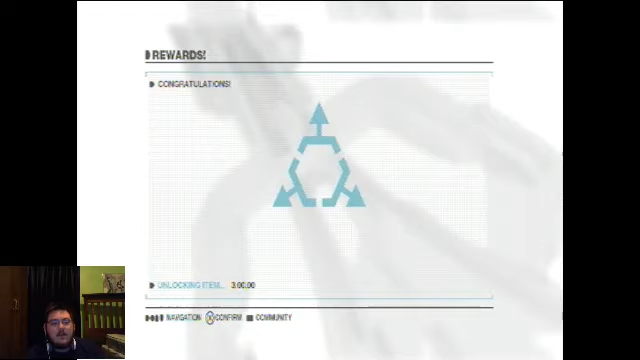 REWARDS!
CONGRATULATIONS!
UNLOCKING ITEM... 3.00.00
NAVIGATION CONFIRM COMMUNITY